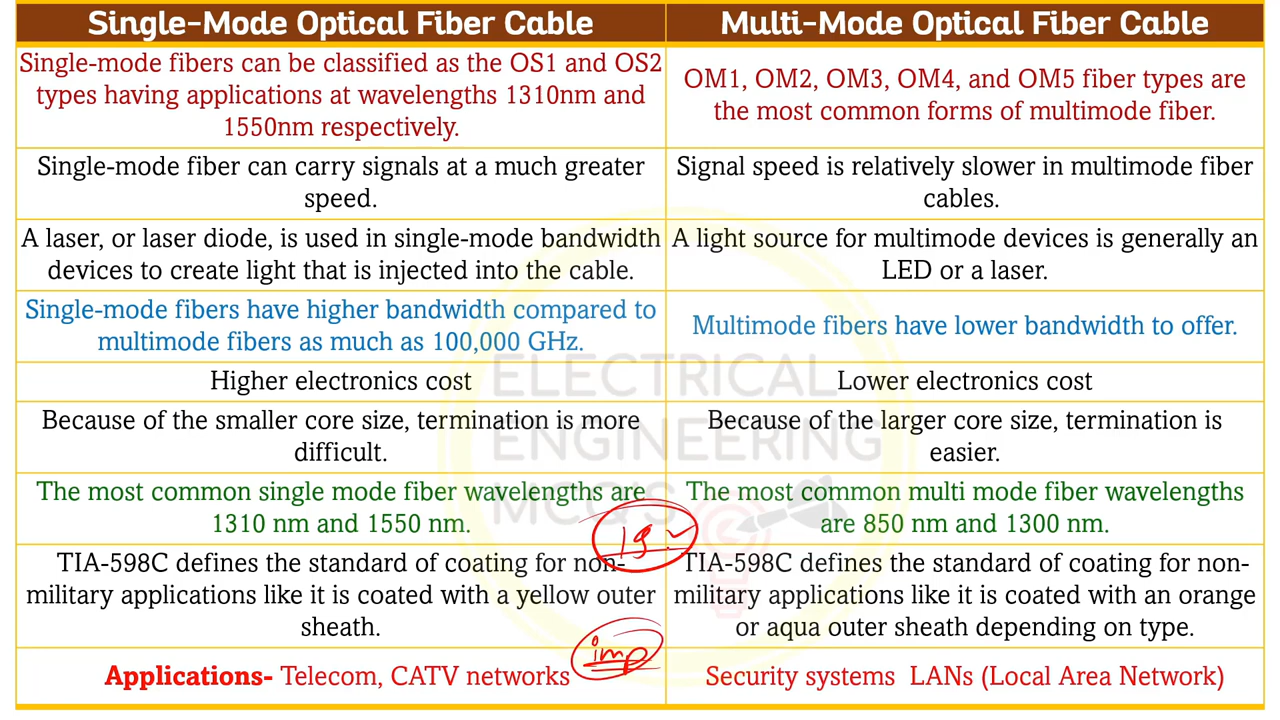 Single-Mode Optical Fiber Cable
Multi-Mode Optical Fiber Cable
Single-mode fibers can be classified as the OS1 and OS2
types having applications at wavelengths 1310nm and
1550nm respectively.
OM1, OM2, OM3, OM4, and OM5 fiber types are
the most common forms of multimode fiber.
Single-mode fiber can carry signals at a much greater
speed.
Signal speed is relatively slower in multimode fiber
cables.
A laser, or laser diode, is used in single-mode bandwidth
devices to create light that is injected into the cable.
A light source for multimode devices is generally an
LED or a laser.
Single-mode fibers have higher bandwidth compared to
multimode fibers as much as 100,000 GHz.
Multimode fibers have lower bandwidth to offer.
Higher electronics cost
Lower electronics cost
Because of the smaller core size, termination is more
difficult.
Because of the larger core size, termination is
easier.
The most common single mode fiber wavelengths are
1310 nm and 1550 nm.
The most common multi mode fiber wavelengths
are 850 nm and 1300 nm.
TIA-598C defines the standard of coating for non-
military applications like it is coated with a yellow outer
sheath.
TIA-598C defines the standard of coating for non-
military applications like it is coated with an orange
or aqua outer sheath depending on type.
Applications- Telecom, CATV networks
Security systems LANs (Local Area Network)
imp
ELECTRICAL
ENGINEERING
MCQ'S